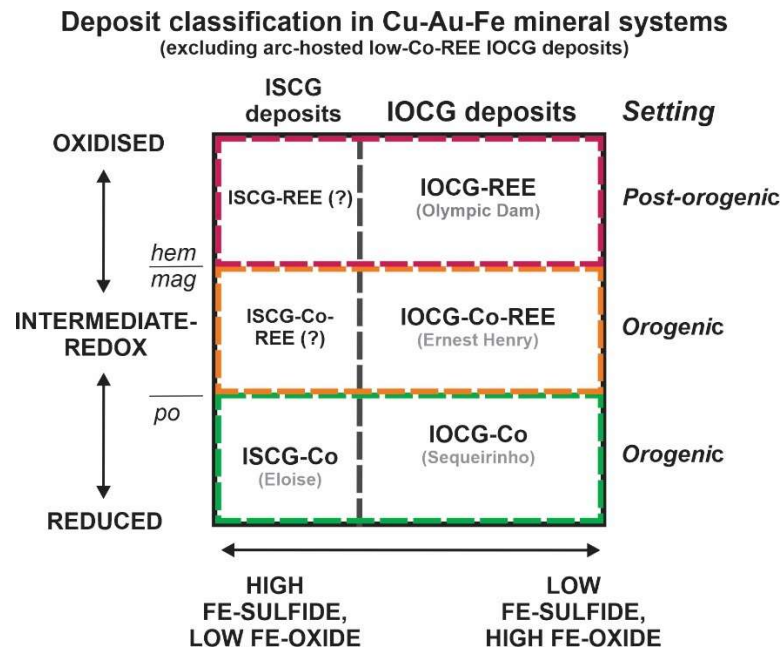 Deposit classification in Cu-Au-Fe mineral systems
(excluding arc-hosted low-Co-REE IOCG deposits)
ISCG
deposits
IOCG deposits
Setting
OXIDISED
ISCG-REE (?)
IOCG-REE
(Olympic Dam)
Post-orogenic
hem
mag
INTERMEDIATE-
REDOX
ISCG-Co-
REE (?)
IOCG-Co-REE
(Ernest Henry)
Orogenic
po
ISCG-Co
(Eloise)
IOCG-Co
(Sequeirinho)
Orogenic
REDUCED
HIGH
FE-SULFIDE,
LOW FE-OXIDE
LOW
FE-SULFIDE,
HIGH FE-OXIDE